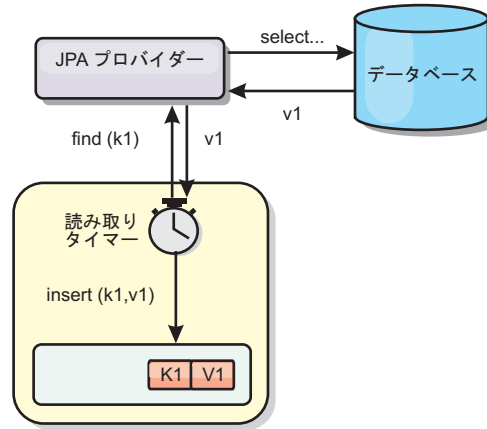 select...
JPA プロバイダー
データベース
v1
find (k1)
v1
読み取り
タイマー
insert (k1,v1)
K1 V1